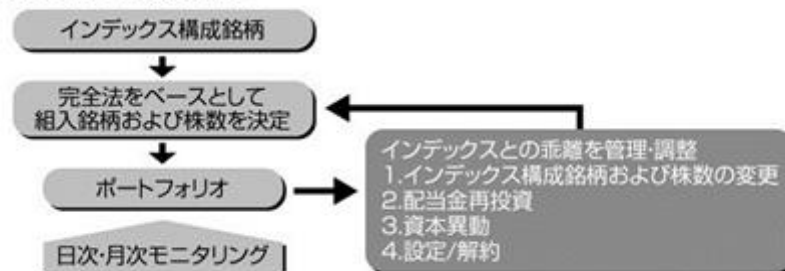 インデックス構成銘柄
完全法をベースとして
組入銘柄および株数を決定
ポートフォリオ
日次・月次モニタリング
インデックスとの乖離を管理・調整
1.インデックス構成銘柄および株数の変更
2.配当金再投資
3.資本異動
4.設定/解約